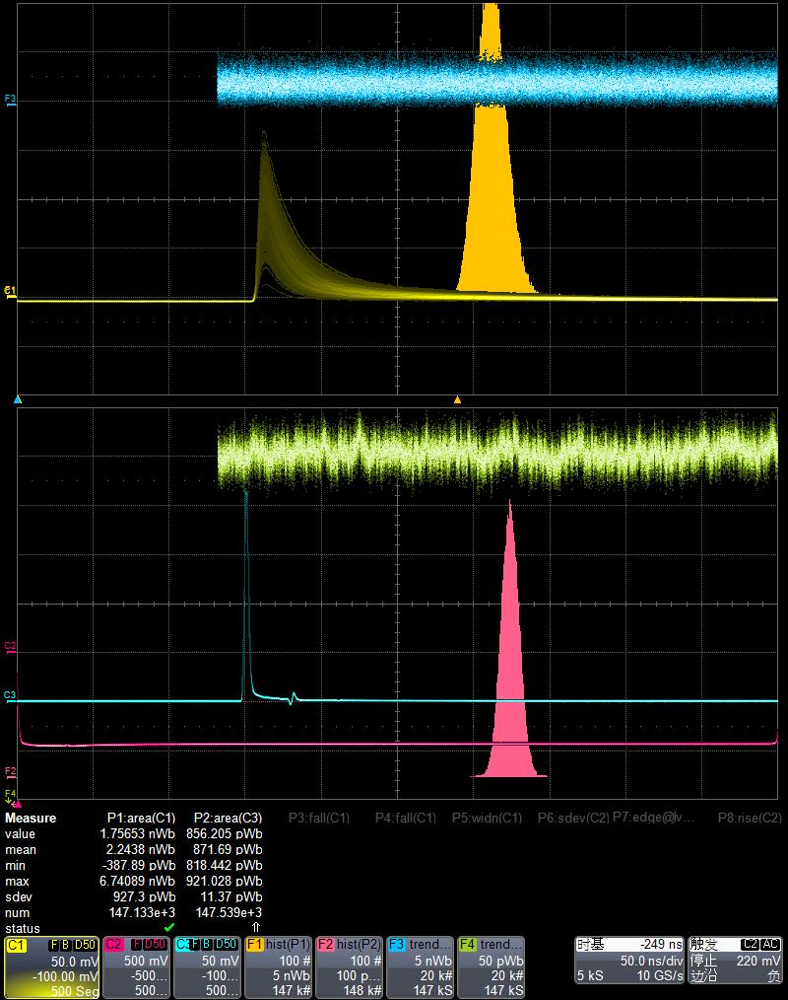 F3
C1
C2
C3
F2
F4
Measure P1:area(C1) P2:area(C3) P3:fall(C1) P4:fall(C1) P5:widn(C1) P6:sdev(C2) P7:edge@lv... P8:rise(C2)
value 1.75653 nWb 856.205 pWb
mean 2.2438 nWb 871.69 pWb
min -387.89 pWb 818.442 pWb
max 6.74089 nWb 921.028 pWb
sdev 927.3 pWb 11.37 pWb
num 147.133e+3 147.539e+3
status
C1 F B D50 C2 F D50 C3 F B D50 F1 hist(P1) F2 hist(P2) F3 trend... F4 trend... 时基 -249 ns 触发 C2 AC
50.0 mV 500 mV 50 mV 100 # 100 # 5 nWb 50 pWb 50.0 ns/div 停止 220 mV
-100.00 mV -500... -100... 5 nWb 100 p... 20 k# 20 k# 5 kS 10 GS/s 边沿 负
500 Seg 500... 500... 147 k# 148 k# 147 kS 147 kS